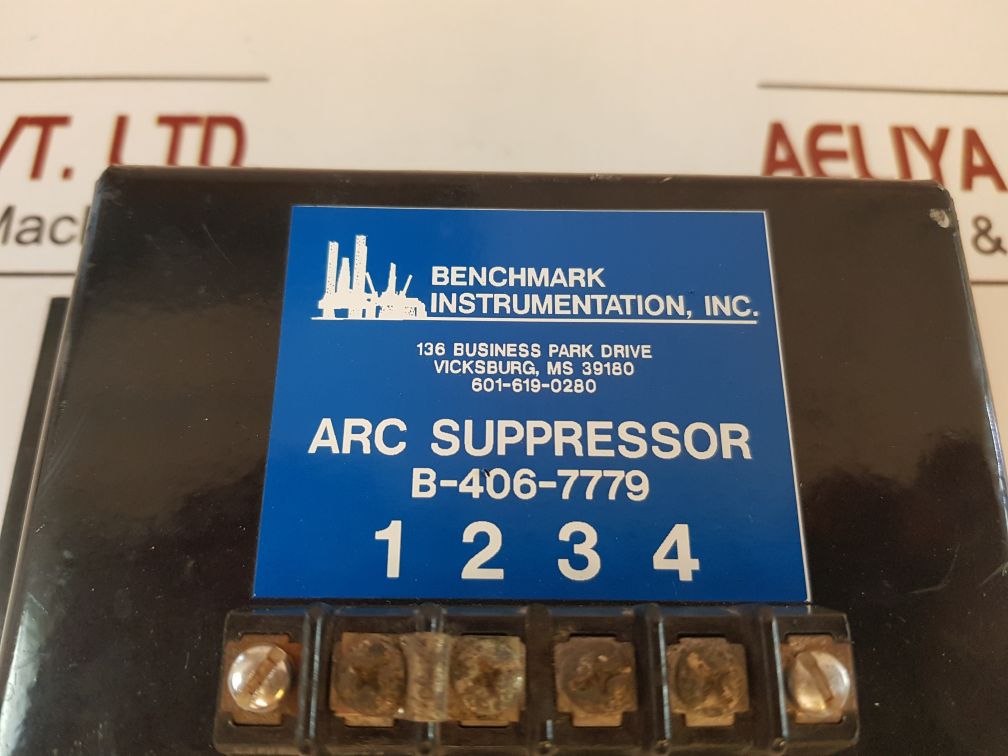 VT. LTD
AELIYA
Mach
&
BENCHMARK
INSTRUMENTATION, INC.
136 BUSINESS PARK DRIVE
VICKSBURG, MS 39180
601-619-0280
ARC SUPPRESSOR
B-406-7779
1 2 3 4